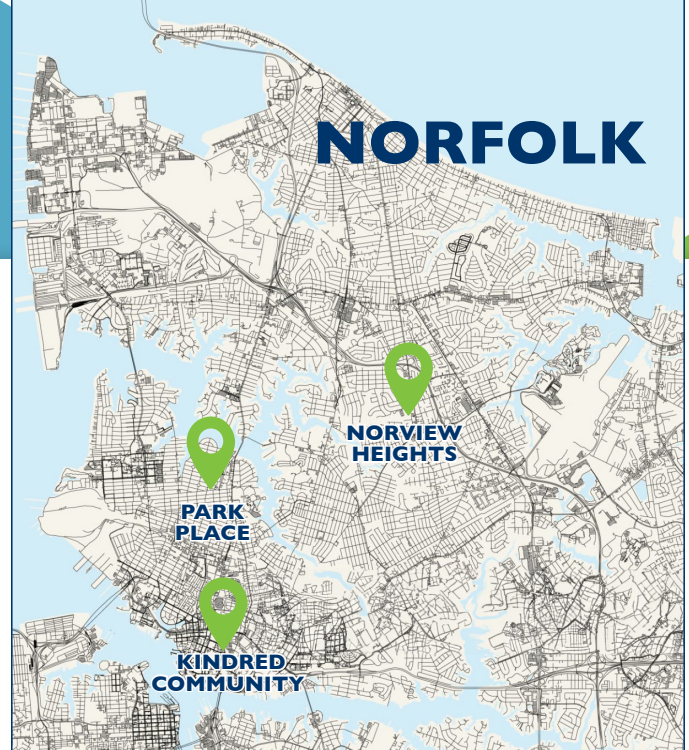 NORFOLK
NORVIEW
HEIGHTS
PARK
PLACE
KINDRED
COMMUNITY